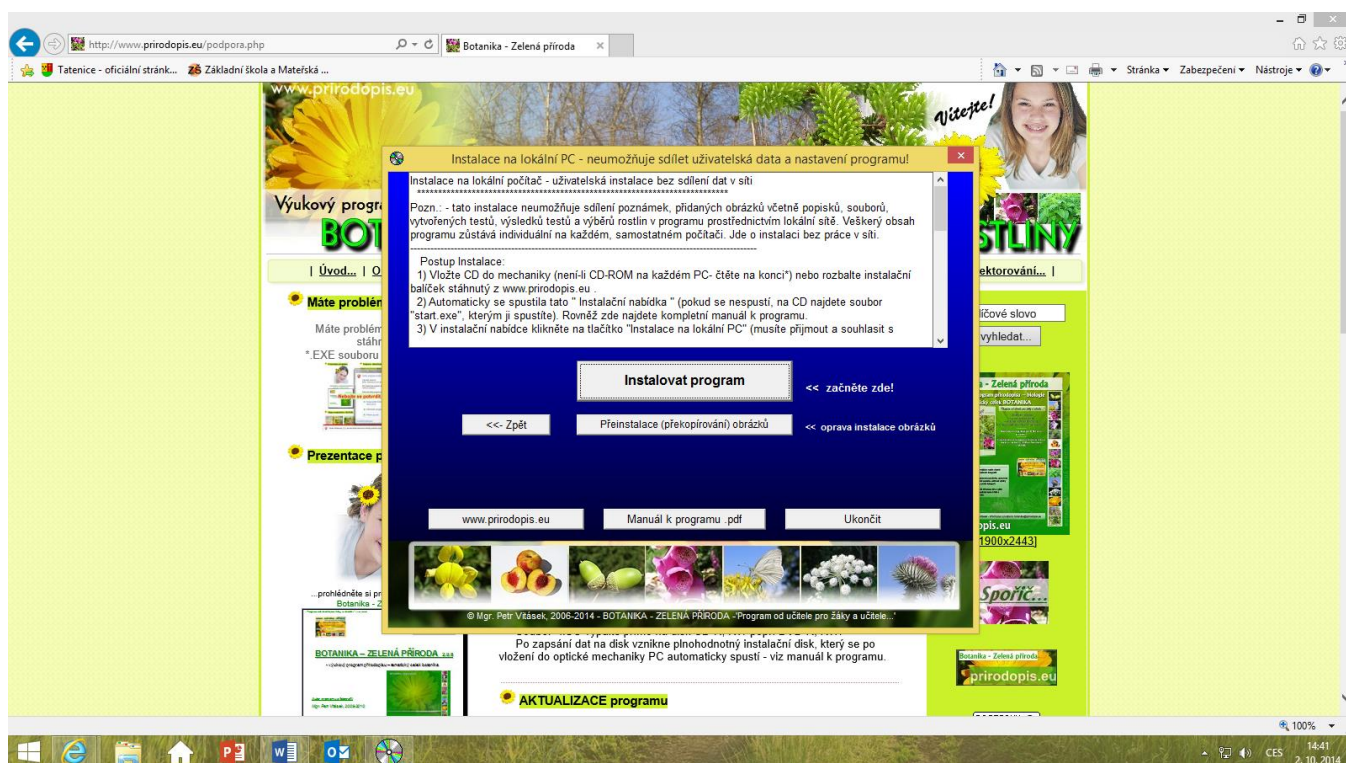 http://www.prirodopis.eu/podpora.php
Botanika - Zelená příroda
Tatenice - oficiální stránk...
Základní škola a Mateřská ...
Stránka
Zabezpečení
Nástroje
www.prirodopis.eu
Vítejte!
Výukový progr
BOT
STLINY
| Úvod... | O
ektorování... |
Instalace na lokální PC - neumožňuje sdílet uživatelská data a nastavení programu!
Instalace na lokální počítač - uživatelská instalace bez sdílení dat v síti
Pozn.: - tato instalace neumožňuje sdílení poznámek, přidaných obrázků včetně popisků, souborů,
vytvořených testů, výsledků testů a výběrů rostlin v programu prostřednictvím lokální sítě. Veškerý obsah
programu zůstává individuální na každém, samostatném počítači. Jde o instalaci bez práce v síti.
Postup Instalace:
1) Vložte CD do mechaniky (není-li CD-ROM na každém PC- čtěte na konci*) nebo rozbalte instalační
balíček stáhnutý z www.prirodopis.eu .
2) Automaticky se spustila tato " Instalační nabídka " (pokud se nespustí, na CD najdete soubor
"start.exe", kterým ji spustíte). Rovněž zde najdete kompletní manuál k programu.
3) V instalační nabídce klikněte na tlačítko "Instalace na lokální PC" (musíte přijmout a souhlasit s
Instalovat program
<< začněte zde!
<<- Zpět
Přeinstalace (překopírování) obrázků
<< oprava instalace obrázků
www.prirodopis.eu
Manuál k programu .pdf
Ukončit
© Mgr. Petr Vitásek, 2006-2014 - BOTANIKA - ZELENÁ PŘÍRODA -'Program od učitele pro žáky a učitele...'
Máte problém
Máte problém
stáhn
*.EXE souboru
Prezentace p
...prohlédněte si pr
Botanika - Z
BOTANIKA – ZELENÁ PŘÍRODA
líčové slovo
vyhledat...
a - Zelená příroda
opis.eu
1900x2443]
Spořič...
Botanika - Zelená příroda
prirodopis.eu
Po zapsání dat na disk vznikne plnohodnotný instalační disk, který se po
vložení do optické mechaniky PC automaticky spustí - viz manuál k programu.
AKTUALIZACE programu
100%
CES
14:41
2. 10. 2014